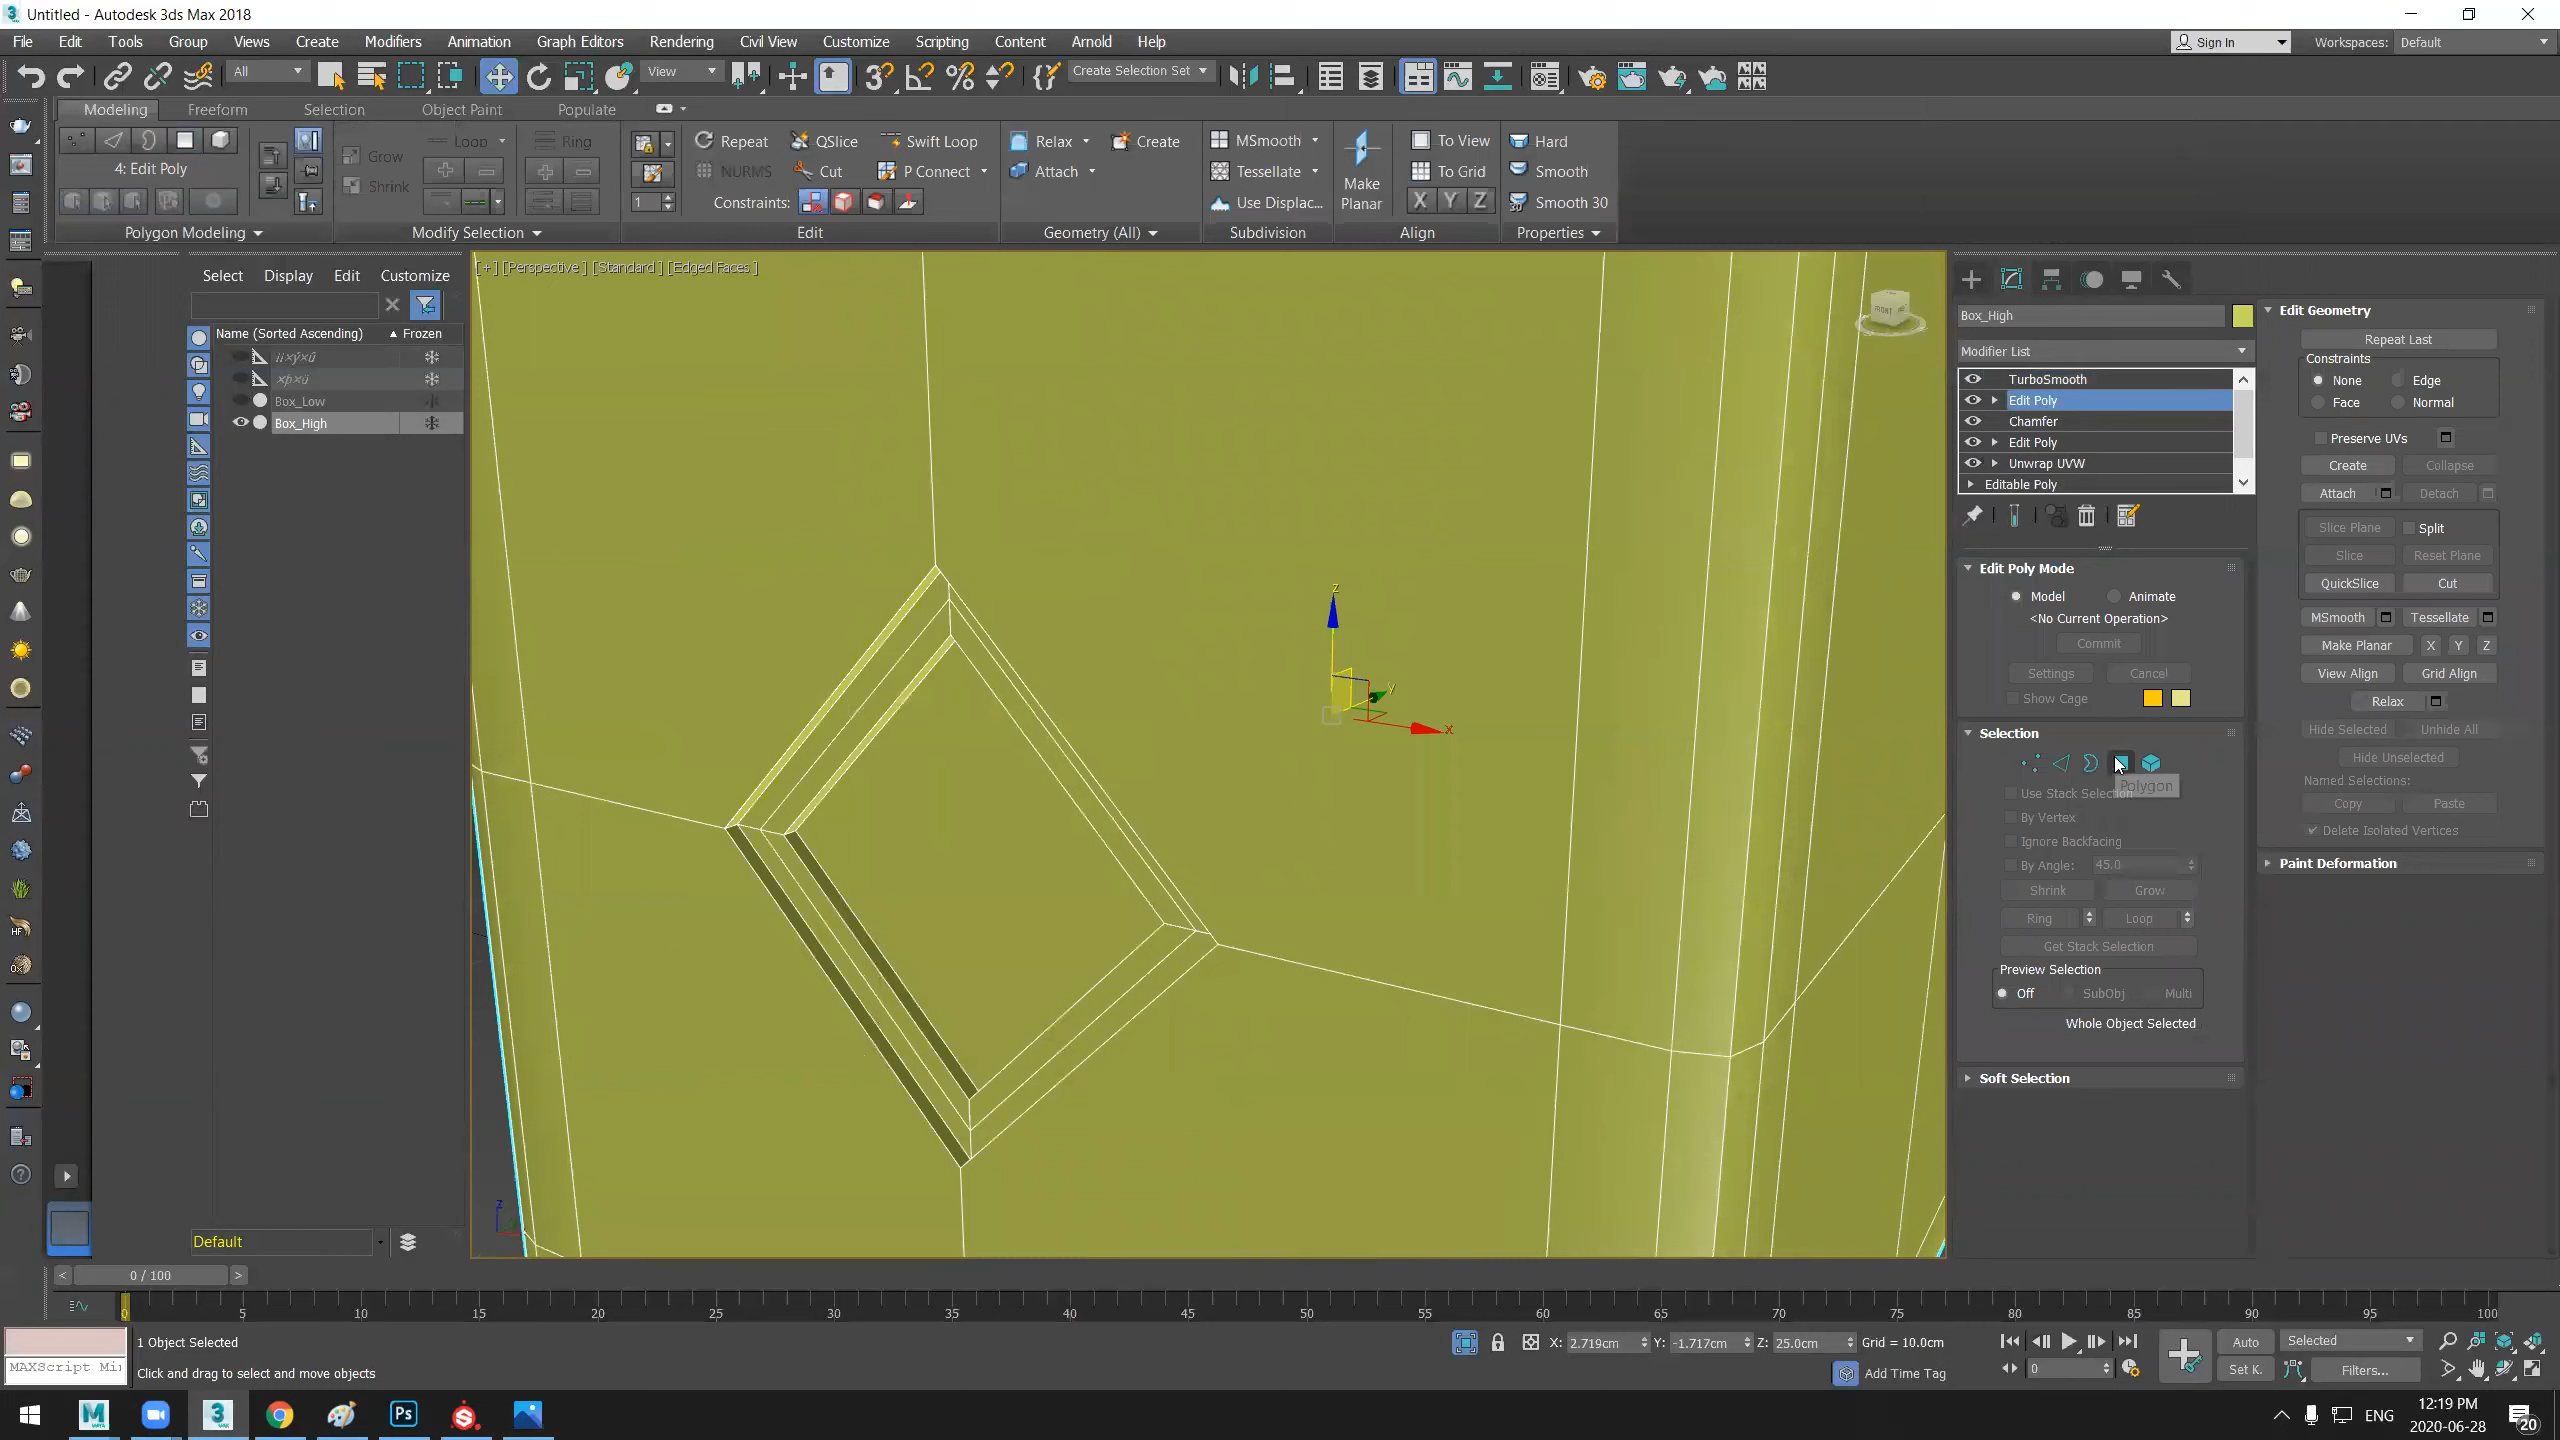 Untitled - Autodesk 3ds Max 2018
File Edit Tools Group Views Create Modifiers Animation Graph Editors Rendering Civil View Customize Scripting Content Arnold Help
Sign In
Workspaces: Default
All
View
Create Selection Set
Modeling Freeform Selection Object Paint Populate
4: Edit Poly
Polygon Modeling
Grow
Shrink
Loop
Ring
Modify Selection
Repeat QSlice Swift Loop
NURMS Cut P Connect
1
Constraints:
Edit
Relax Create
Attach
Geometry (All)
MSmooth
Tessellate
Use Displac...
Subdivision
Make Planar
To View
To Grid
X Y Z
Align
Hard
Smooth
Smooth 30
Properties
Select Display Edit Customize
Name (Sorted Ascending) Frozen
Box_Low
Box_High
Default
[+] [Perspective] [Standard] [Edged Faces]
FRONT
z
y
x
Box_High
Modifier List
TurboSmooth
Edit Poly
Chamfer
Edit Poly
Unwrap UVW
Editable Poly
Edit Poly Mode
Model Animate
<No Current Operation>
Commit
Settings Cancel
Show Cage
Selection
Polygon
Use Stack Selection
By Vertex
Ignore Backfacing
By Angle: 45.0
Shrink Grow
Ring Loop
Get Stack Selection
Preview Selection
Off SubObj Multi
Whole Object Selected
Soft Selection
Edit Geometry
Repeat Last
Constraints
None Edge
Face Normal
Preserve UVs
Create Collapse
Attach Detach
Slice Plane Split
Slice Reset Plane
QuickSlice Cut
MSmooth Tessellate
Make Planar X Y Z
View Align Grid Align
Relax
Hide Selected Unhide All
Hide Unselected
Named Selections:
Copy Paste
Delete Isolated Vertices
Paint Deformation
< 0 / 100 >
0 5 10 15 20 25 30 35 40 45 50 55 60 65 70 75 80 85 90 95 100
1 Object Selected
MAXScript Mi
Click and drag to select and move objects
X: 2.719cm Y: -1.717cm Z: 25.0cm Grid = 10.0cm
Add Time Tag
0
Auto Selected
Set K. Filters...
ENG
12:19 PM
2020-06-28
20